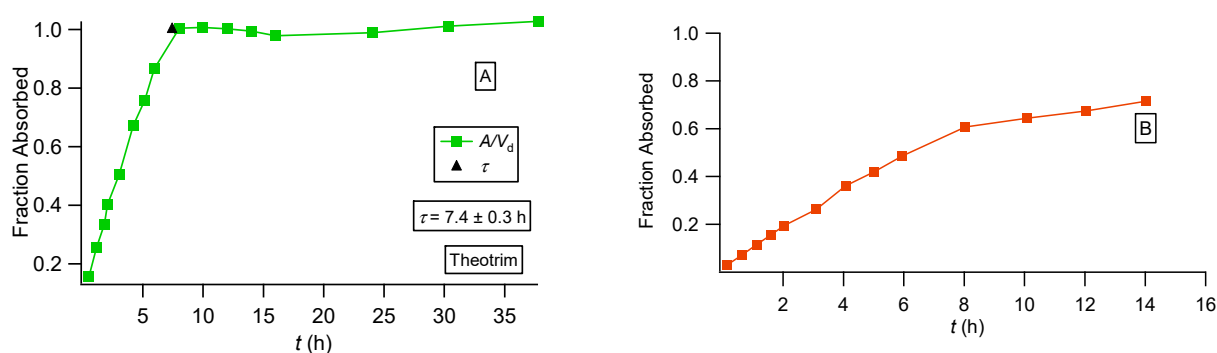 Fraction Absorbed
1.0
0.8
0.6
0.4
0.2
A
A/Vd
τ
τ = 7.4 ± 0.3 h
Theotrim
5 10 15 20 25 30 35
t (h)
Fraction Absorbed
1.0
0.8
0.6
0.4
0.2
B
2 4 6 8 10 12 14 16
t (h)